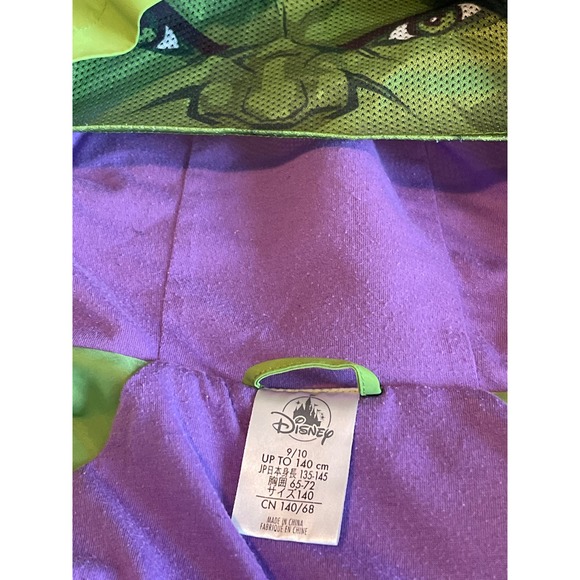 DISNEY
9/10
UP TO 140 cm
JP日本身長 135-145
胸囲 65-72
サイズ140
CN 140/68
MADE IN CHINA
FABRIQUÉ EN CHINE